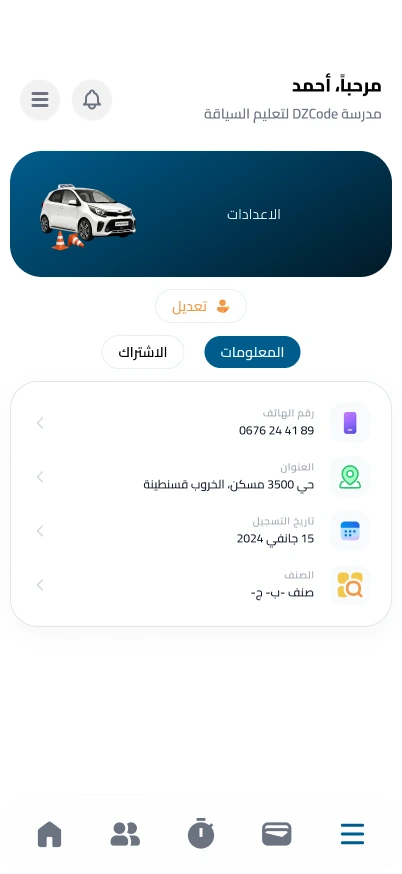 مرحباً، أحمد
مدرسة DZCode لتعليم السياقة
الاعدادات
تعديل
المعلومات
الاشتراك
رقم الهاتف
0676 24 41 89
العنوان
حي 3500 مسكن، الخروب قسنطينة
تاريخ التسجيل
15 جانفي 2024
الصنف
صنف -ب- ج-